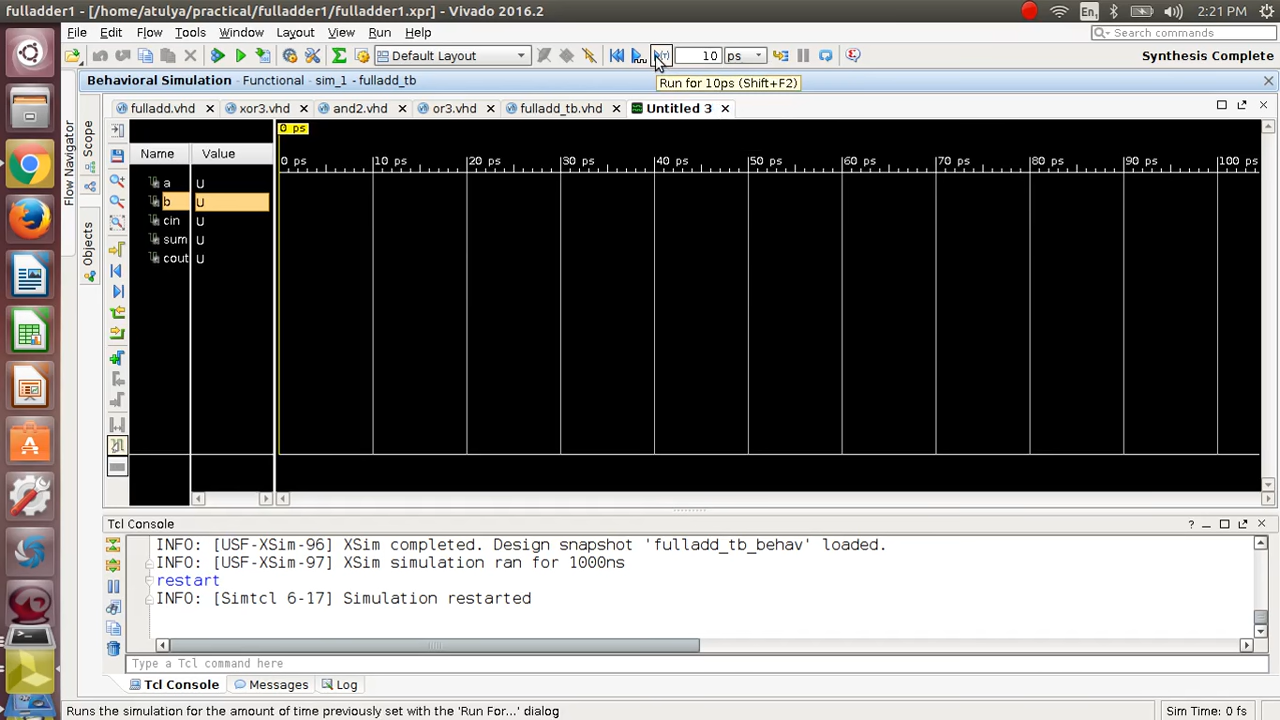 fulladder1 - [/home/atulya/practical/fulladder1/fulladder1.xpr] - Vivado 2016.2
En
2:21 PM
File Edit Flow Tools Window Layout View Run Help
Search commands
Default Layout
10 ps
Synthesis Complete
Behavioral Simulation - Functional - sim_1 - fulladd_tb
Run for 10ps (Shift+F2)
fulladd.vhd xor3.vhd and2.vhd or3.vhd fulladd_tb.vhd Untitled 3
Flow Navigator
Scope
Objects
0 ps
Name Value
0 ps 10 ps 20 ps 30 ps 40 ps 50 ps 60 ps 70 ps 80 ps 90 ps 100 ps
a U
b U
cin U
sum U
cout U
Tcl Console
INFO: [USF-XSim-96] XSim completed. Design snapshot 'fulladd_tb_behav' loaded.
INFO: [USF-XSim-97] XSim simulation ran for 1000ns
restart
INFO: [Simtcl 6-17] Simulation restarted
Type a Tcl command here
Tcl Console Messages Log
Runs the simulation for the amount of time previously set with the 'Run For...' dialog
Sim Time: 0 fs